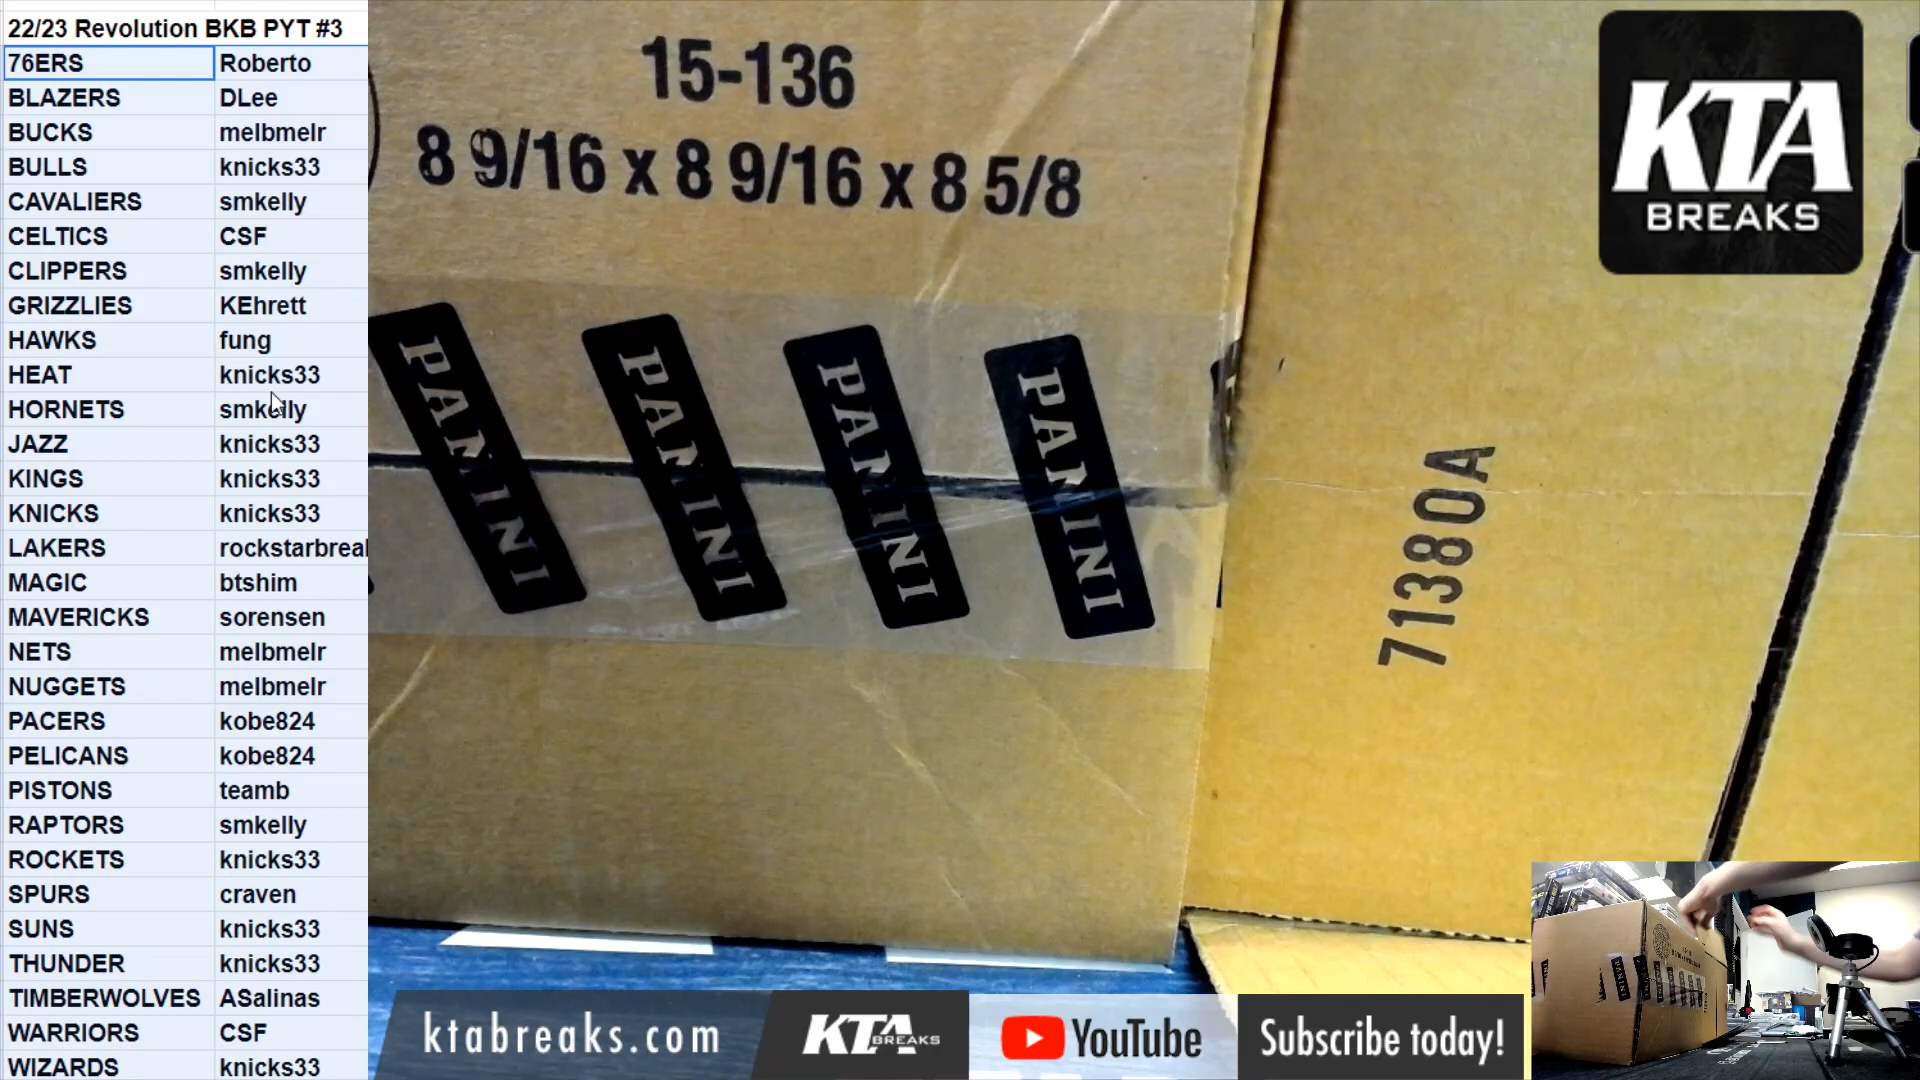 22/23 Revolution BKB PYT #3
76ERS Roberto
BLAZERS DLee
BUCKS melbmelr
BULLS knicks33
CAVALIERS smkelly
CELTICS CSF
CLIPPERS smkelly
GRIZZLIES KEhrett
HAWKS fung
HEAT knicks33
HORNETS smkelly
JAZZ knicks33
KINGS knicks33
KNICKS knicks33
LAKERS rockstarbreal
MAGIC btshim
MAVERICKS sorensen
NETS melbmelr
NUGGETS melbmelr
PACERS kobe824
PELICANS kobe824
PISTONS teamb
RAPTORS smkelly
ROCKETS knicks33
SPURS craven
SUNS knicks33
THUNDER knicks33
TIMBERWOLVES ASalinas
WARRIORS CSF
WIZARDS knicks33
15-136
8 9/16 x 8 9/16 x 8 5/8
PANINI
PANINI
PANINI
PANINI
71380A
KTA
BREAKS
ktabreaks.com
KTA BREAKS
YouTube
Subscribe today!